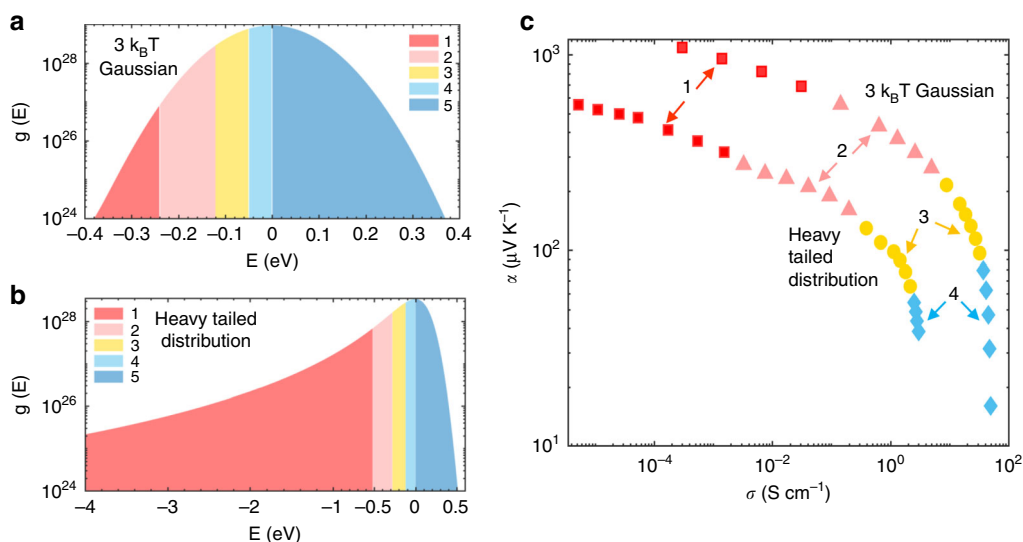 a
3 k_BT
Gaussian
1
2
3
4
5
10^28
10^26
10^24
g (E)
−0.4 −0.3 −0.2 −0.1 0 0.1 0.2 0.3 0.4
E (eV)
b
1
2
3
4
5
Heavy tailed
distribution
10^28
10^26
10^24
g (E)
−4 −3 −2 −1 −0.5 0 0.5
E (eV)
c
10^3
10^2
10^1
α (μV K^−1)
1
3 k_BT Gaussian
2
3
Heavy
tailed
distribution
4
10^−4 10^−2 10^0 10^2
σ (S cm^−1)